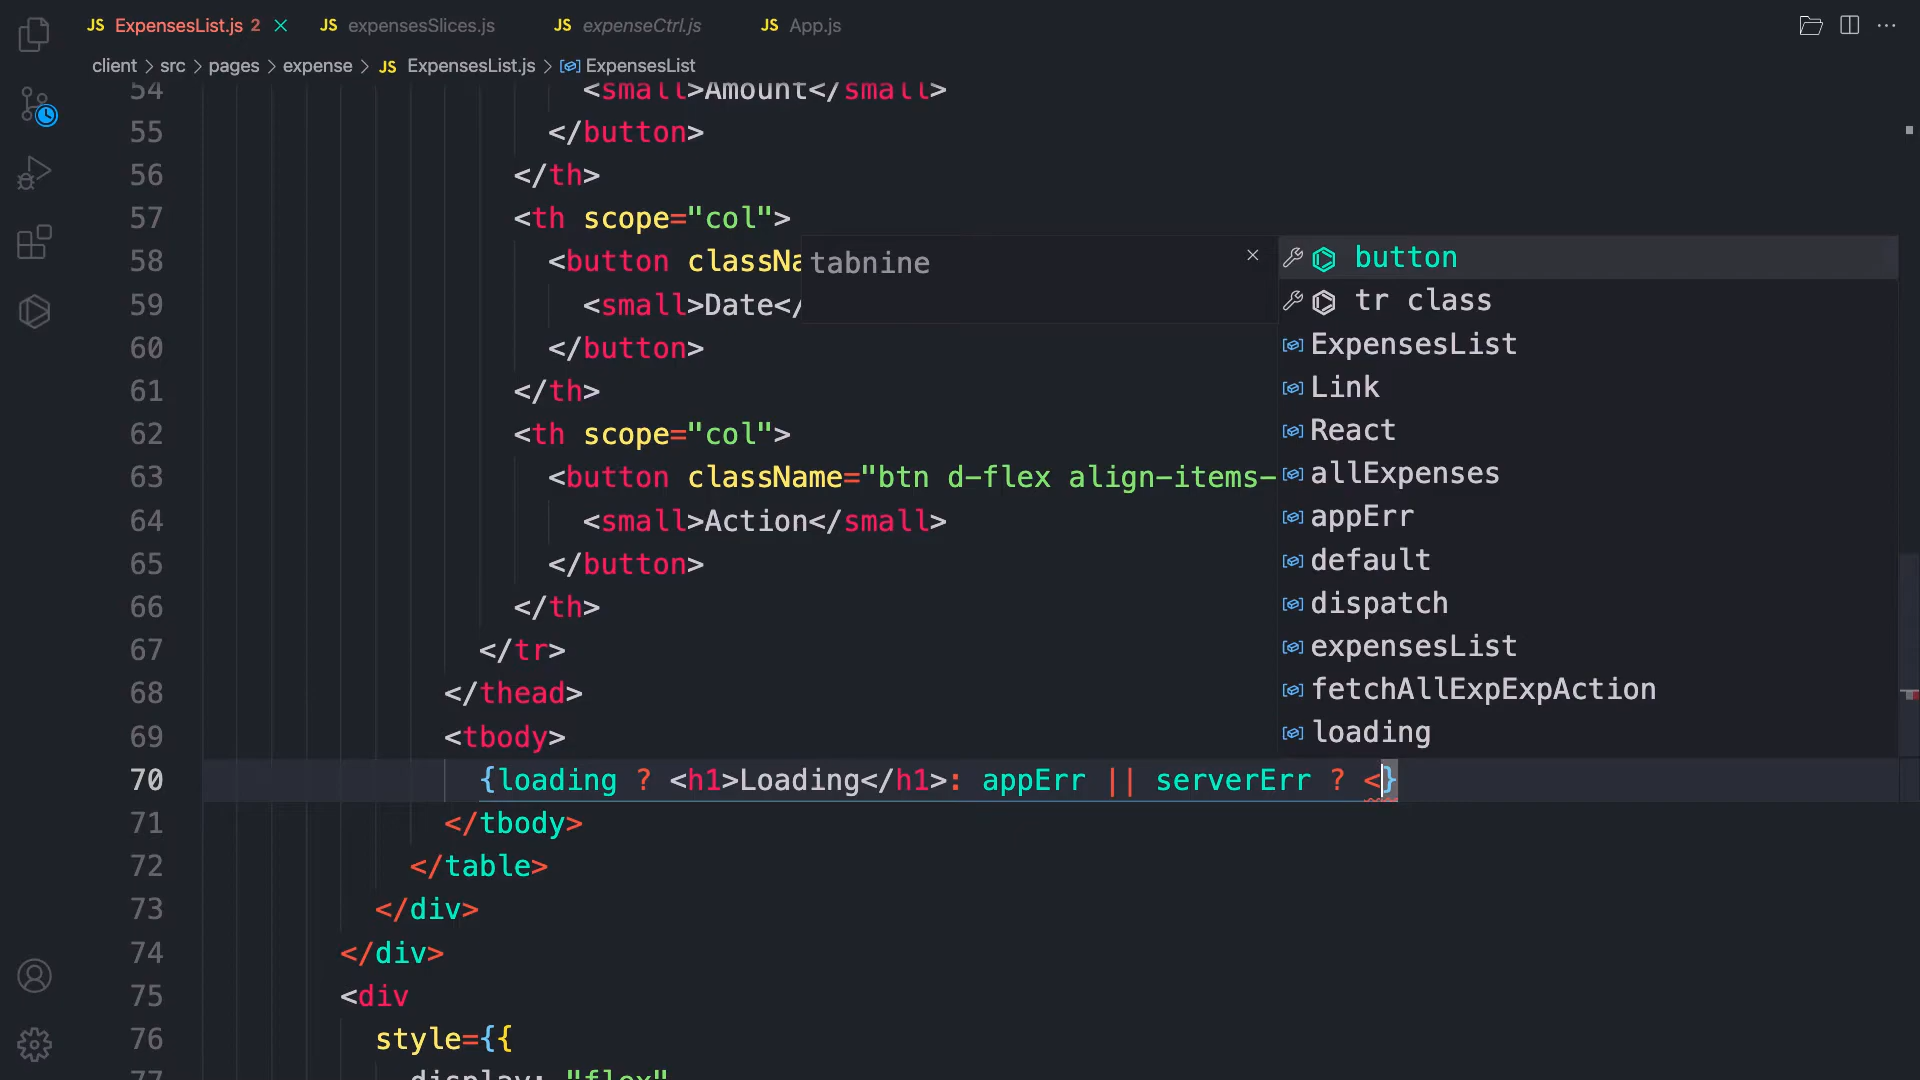 JS ExpensesList.js 2 × JS expensesSlices.js JS expenseCtrl.js JS App.js ...
client > src > pages > expense > JS ExpensesList.js > ExpensesList
54 <small>Amount</small>
55 </button>
56 </th>
57 <th scope="col">
58 <button classNa
59 <small>Date</
60 </button>
61 </th>
62 <th scope="col">
63 <button className="btn d-flex align-items-
64 <small>Action</small>
65 </button>
66 </th>
67 </tr>
68 </thead>
69 <tbody>
70 {loading ? <h1>Loading</h1>: appErr || serverErr ? <}
71 </tbody>
72 </table>
73 </div>
74 </div>
75 <div
76 style={{
77 display: "flex"
tabnine ×
button
tr class
ExpensesList
Link
React
allExpenses
appErr
default
dispatch
expensesList
fetchAllExpExpAction
loading